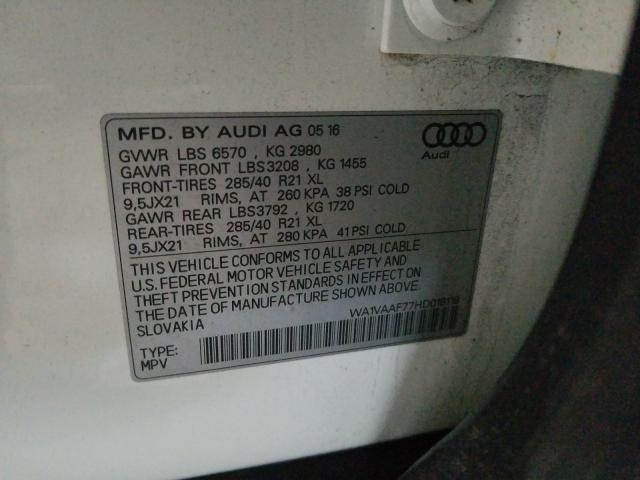 MFD. BY AUDI AG 05 16
GVWR LBS 6570 , KG 2980
GAWR FRONT LBS3208 , KG 1455
FRONT-TIRES 285/40 R21 XL
9,5JX21 RIMS, AT 260 KPA 38 PSI COLD
GAWR REAR LBS3792 , KG 1720
REAR-TIRES 285/40 R21 XL
9,5JX21 RIMS, AT 280 KPA 41 PSI COLD
Audi
THIS VEHICLE CONFORMS TO ALL APPLICABLE
U.S. FEDERAL MOTOR VEHICLE SAFETY AND
THEFT PREVENTION STANDARDS IN EFFECT ON
THE DATE OF MANUFACTURE SHOWN ABOVE.
SLOVAKIA
TYPE:
MPV